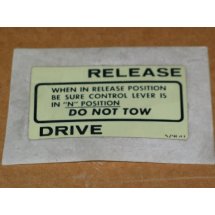 RELEASE
WHEN IN RELEASE POSITION
BE SURE CONTROL LEVER IS
IN "N" POSITION
DO NOT TOW
DRIVE